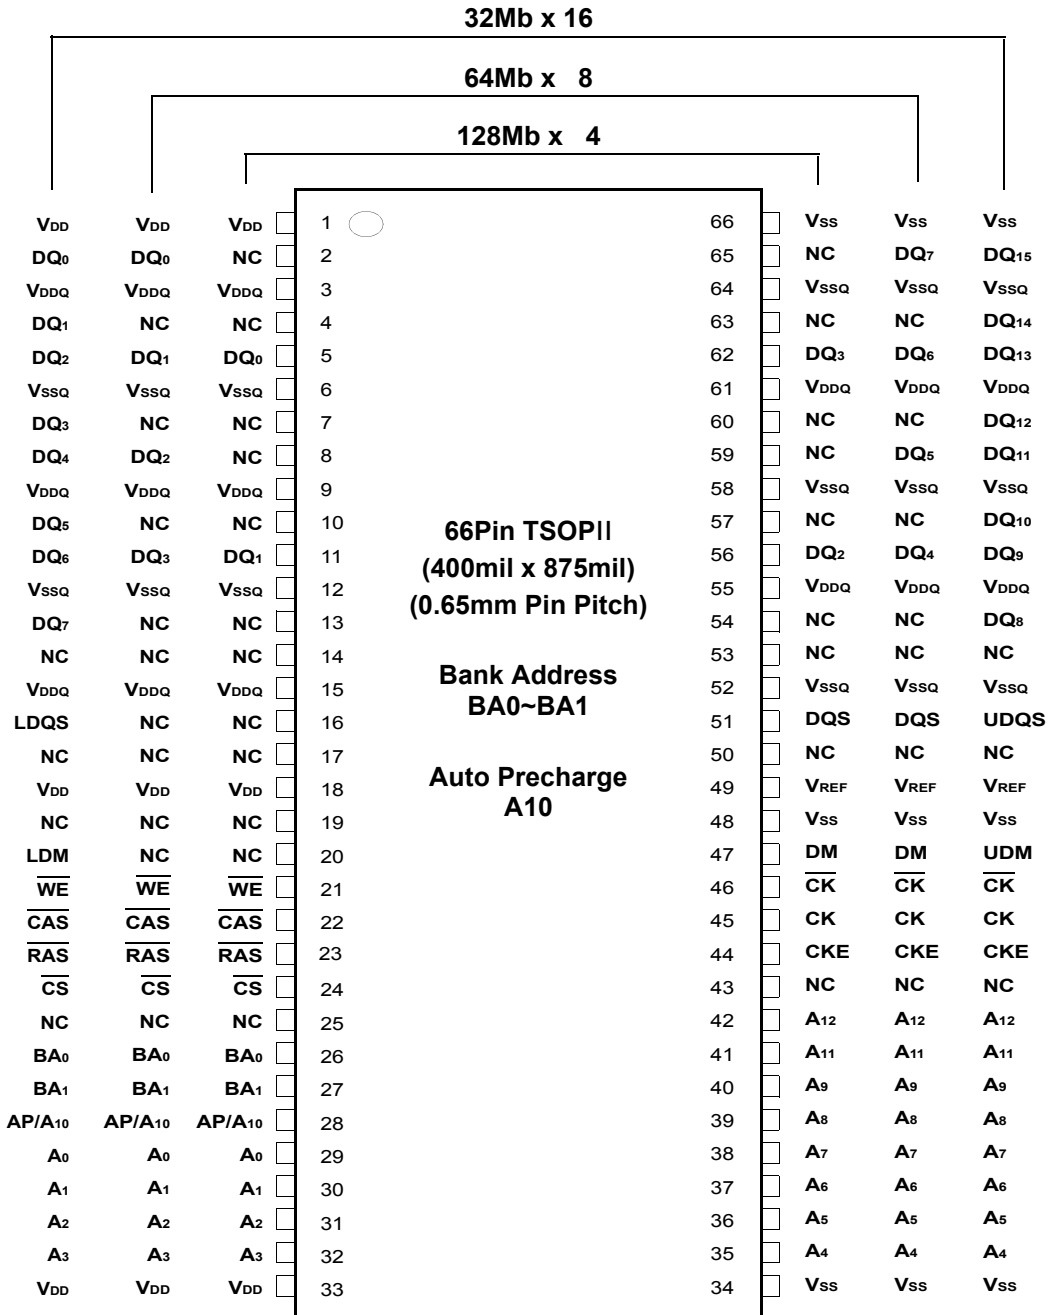 32Mb x 16
64Mb x 8
128Mb x 4
VDD VDD VDD 1 66 VSS VSS VSS
DQ0 DQ0 NC 2 65 NC DQ7 DQ15
VDDQ VDDQ VDDQ 3 64 VSSQ VSSQ VSSQ
DQ1 NC NC 4 63 NC NC DQ14
DQ2 DQ1 DQ0 5 62 DQ3 DQ6 DQ13
VSSQ VSSQ VSSQ 6 61 VDDQ VDDQ VDDQ
DQ3 NC NC 7 60 NC NC DQ12
DQ4 DQ2 NC 8 59 NC DQ5 DQ11
VDDQ VDDQ VDDQ 9 58 VSSQ VSSQ VSSQ
DQ5 NC NC 10 57 NC NC DQ10
66Pin TSOPII
DQ6 DQ3 DQ1 11 56 DQ2 DQ4 DQ9
(400mil x 875mil)
VSSQ VSSQ VSSQ 12 55 VDDQ VDDQ VDDQ
(0.65mm Pin Pitch)
DQ7 NC NC 13 54 NC NC DQ8
NC NC NC 14 53 NC NC NC
Bank Address
VDDQ VDDQ VDDQ 15 52 VSSQ VSSQ VSSQ
BA0~BA1
LDQS NC NC 16 51 DQS DQS UDQS
NC NC NC 17 50 NC NC NC
Auto Precharge
VDD VDD VDD 18 49 VREF VREF VREF
A10
NC NC NC 19 48 VSS VSS VSS
LDM NC NC 20 47 DM DM UDM
WE WE WE 21 46 CK CK CK
CAS CAS CAS 22 45 CK CK CK
RAS RAS RAS 23 44 CKE CKE CKE
CS CS CS 24 43 NC NC NC
NC NC NC 25 42 A12 A12 A12
BA0 BA0 BA0 26 41 A11 A11 A11
BA1 BA1 BA1 27 40 A9 A9 A9
AP/A10 AP/A10 AP/A10 28 39 A8 A8 A8
A0 A0 A0 29 38 A7 A7 A7
A1 A1 A1 30 37 A6 A6 A6
A2 A2 A2 31 36 A5 A5 A5
A3 A3 A3 32 35 A4 A4 A4
VDD VDD VDD 33 34 VSS VSS VSS